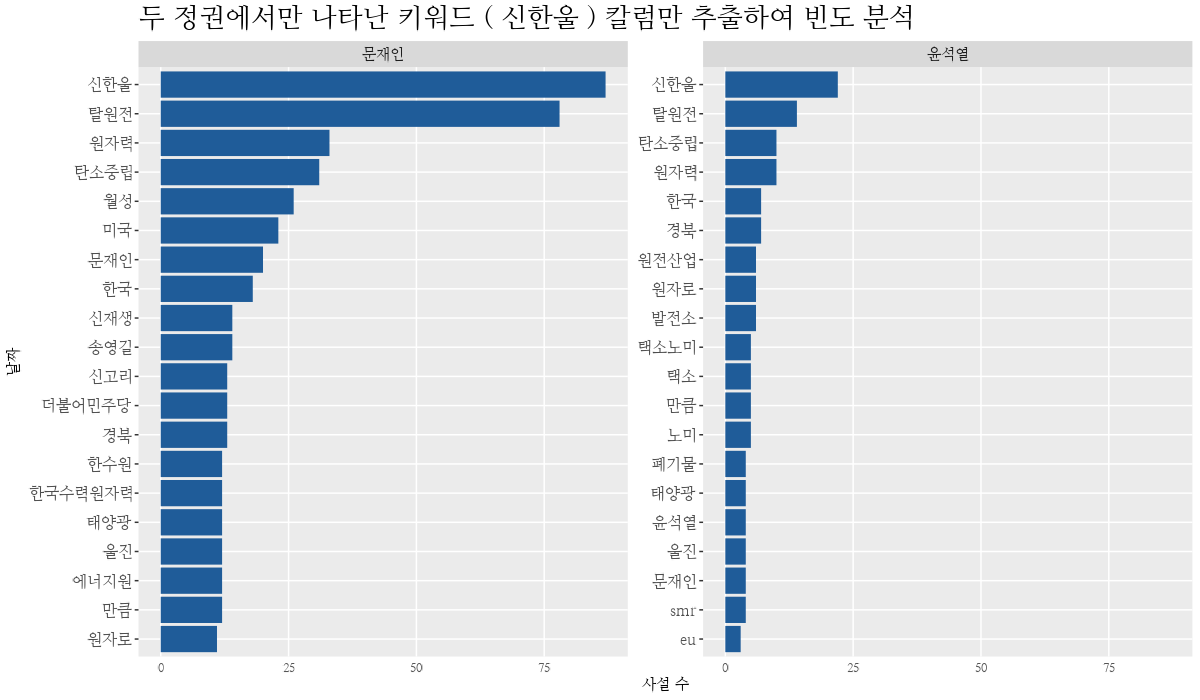 두 정권에서만 나타난 키워드 ( 신한울 ) 칼럼만 추출하여 빈도 분석
문재인
신한울
탈원전
원자력
탄소중립
월성
미국
문재인
한국
신재생
송영길
신고리
더불어민주당
경북
한수원
한국수력원자력
태양광
울진
에너지원
만큼
원자로
0 25 50 75
윤석열
신한울
탈원전
탄소중립
원자력
한국
경북
원전산업
원자로
발전소
택소노미
택소
만큼
노미
폐기물
태양광
윤석열
울진
문재인
smr
eu
0 25 50 75
날짜
사설 수